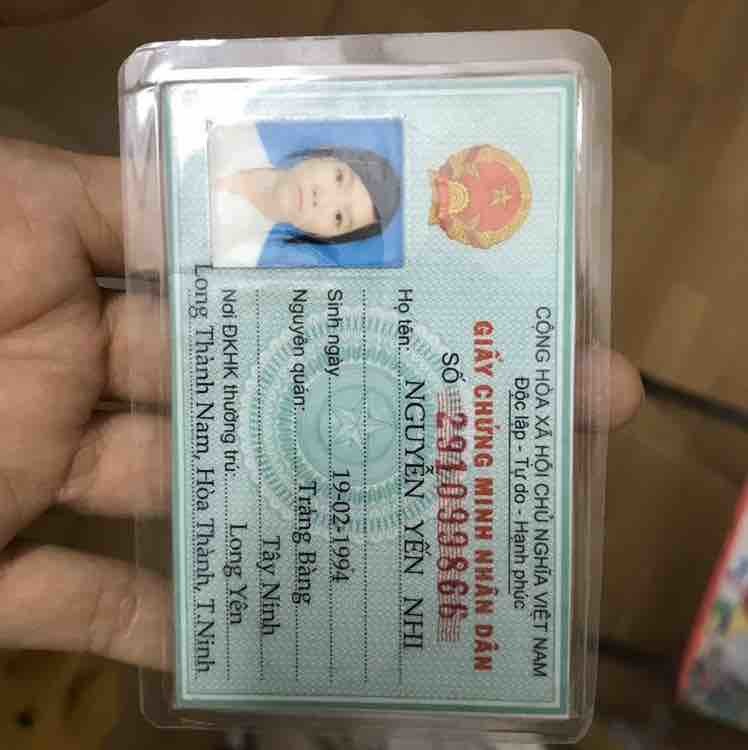 CỘNG HÒA XÃ HỘI CHỦ NGHĨA VIỆT NAM
Độc lập - Tự do - Hạnh phúc
GIẤY CHỨNG MINH NHÂN DÂN
SỐ 291090866
Họ tên: NGUYỄN YẾN NHI
Sinh ngày 19-02-1994
Nguyên quán: Trảng Bàng
Tây Ninh
Nơi ĐKHK thường trú: Long Yên
Long Thành Nam, Hòa Thành, T.Ninh